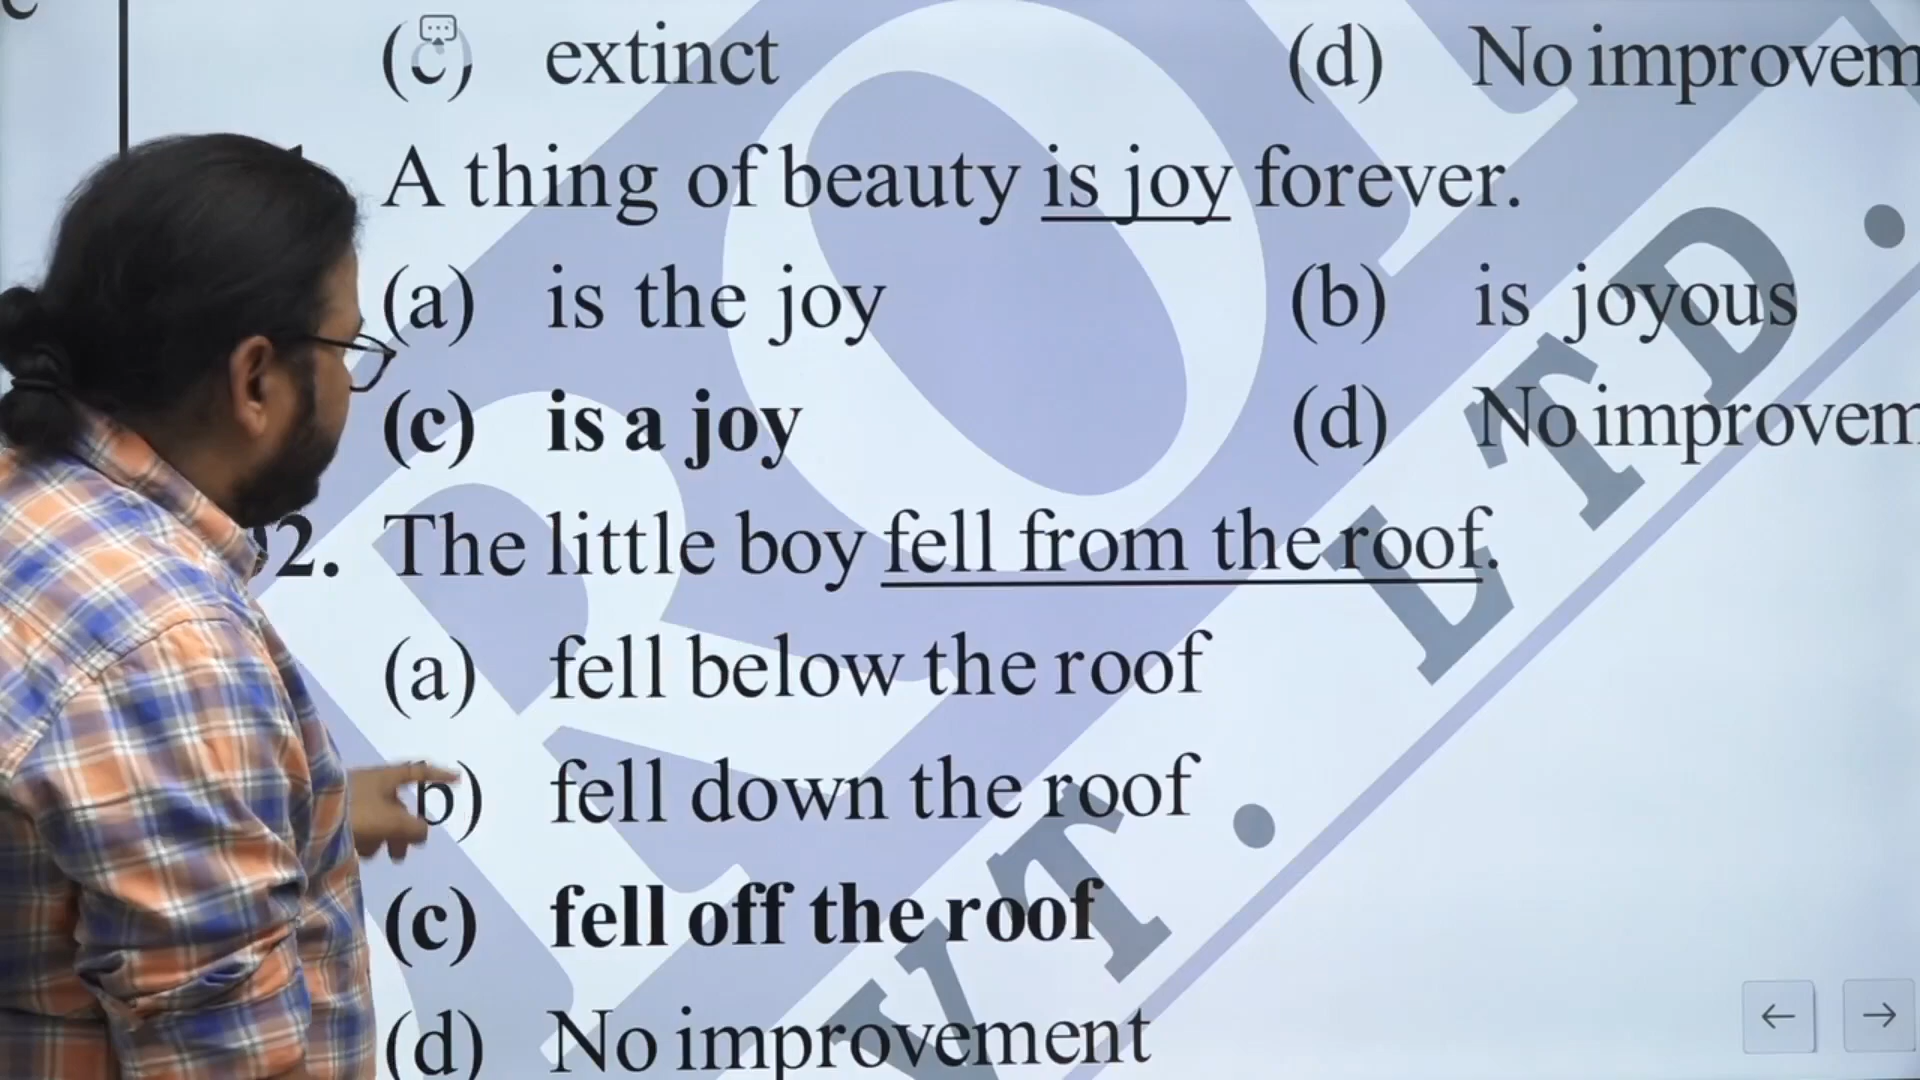 (c) extinct (d) No improvem
A thing of beauty is joy forever.
(a) is the joy (b) is joyous
(c) is a joy (d) No improvem
2. The little boy fell from the roof.
(a) fell below the roof
b) fell down the roof
(c) fell off the roof
(d) No improvement
VT. LTD.